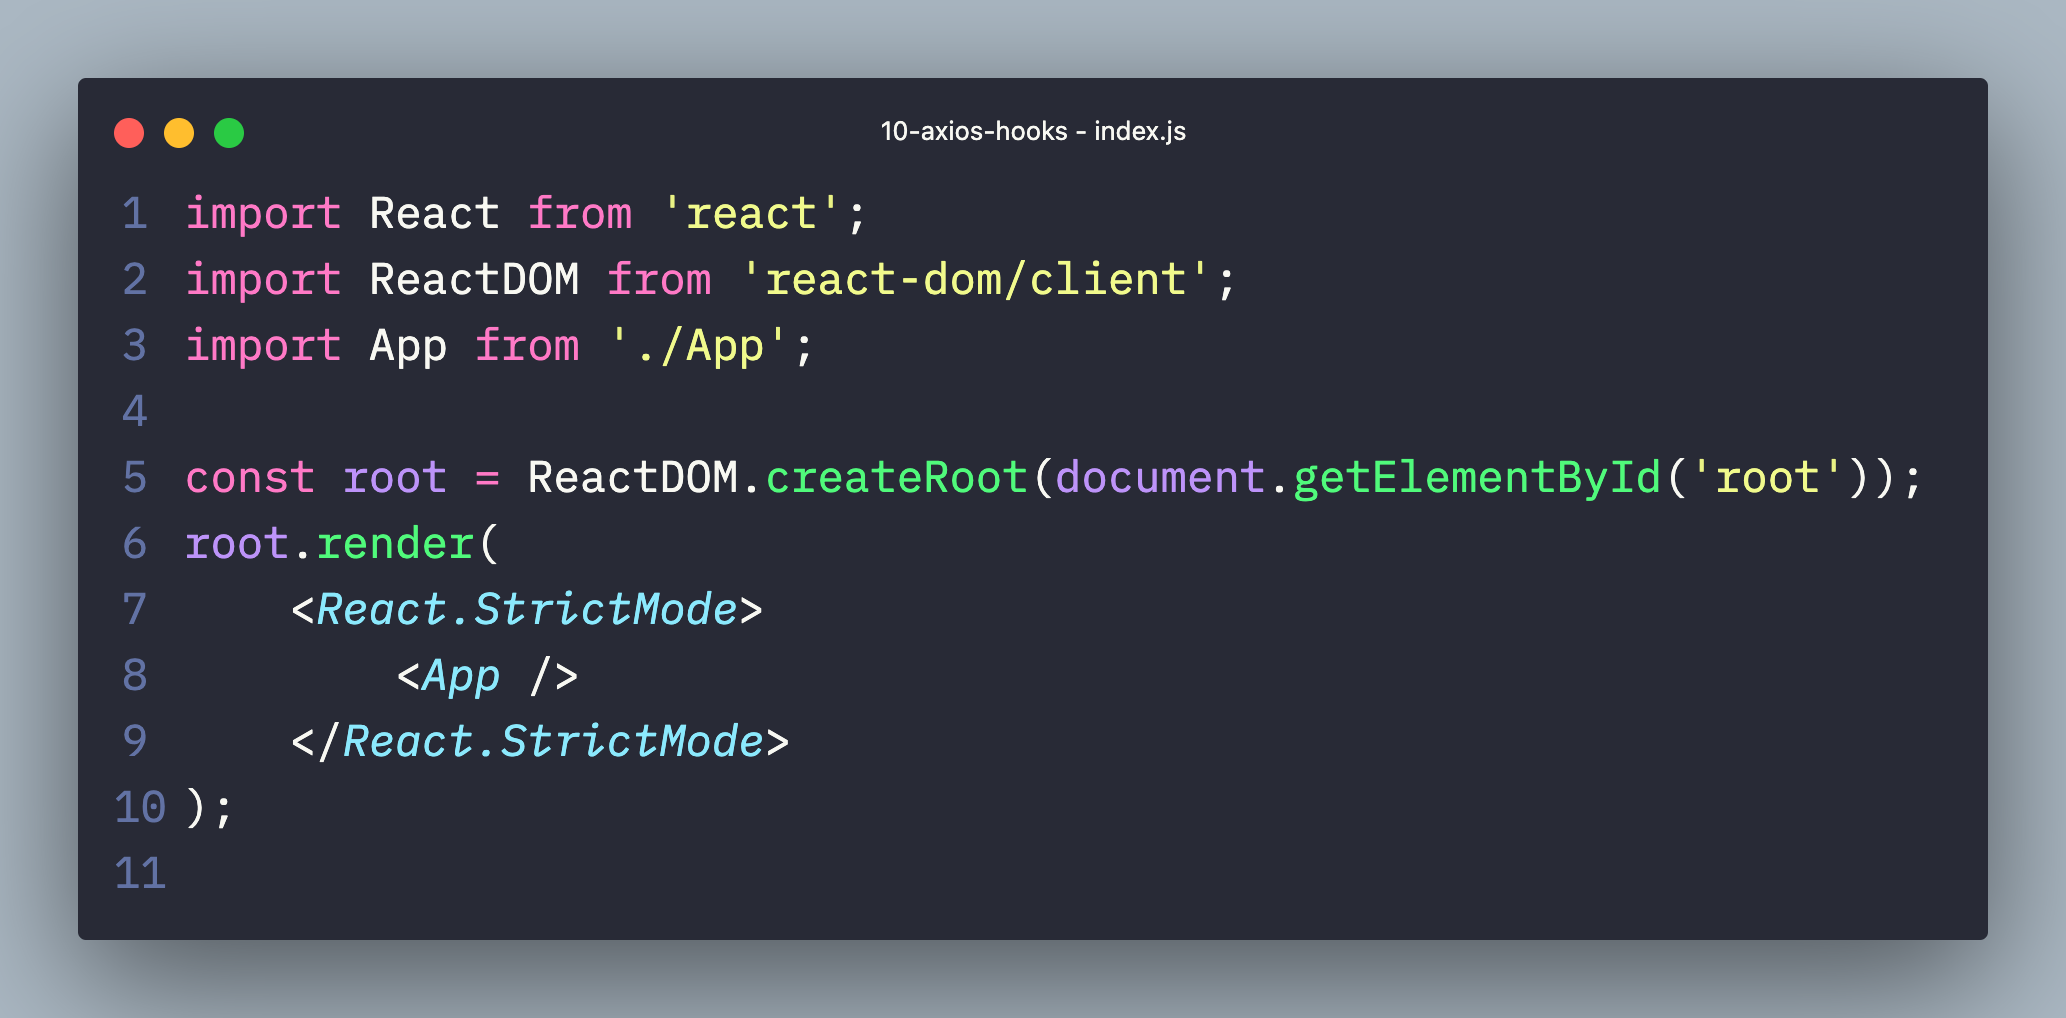 10-axios-hooks - index.js
1 import React from 'react';
2 import ReactDOM from 'react-dom/client';
3 import App from './App';
4
5 const root = ReactDOM.createRoot(document.getElementById('root'));
6 root.render(
7     <React.StrictMode>
8         <App />
9     </React.StrictMode>
10 );
11